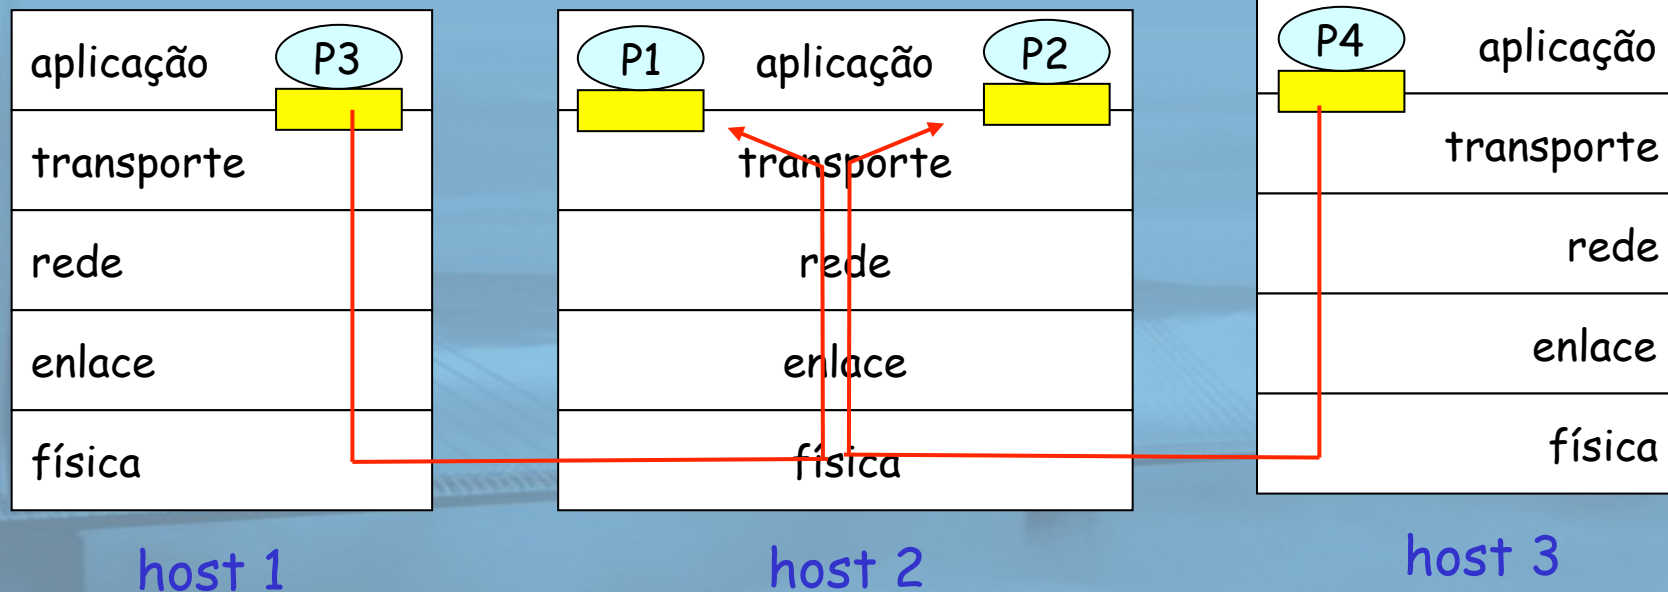 aplicação P3
transporte
rede
enlace
física
host 1
P1 aplicação P2
transporte
rede
enlace
física
host 2
P4 aplicação
transporte
rede
enlace
física
host 3